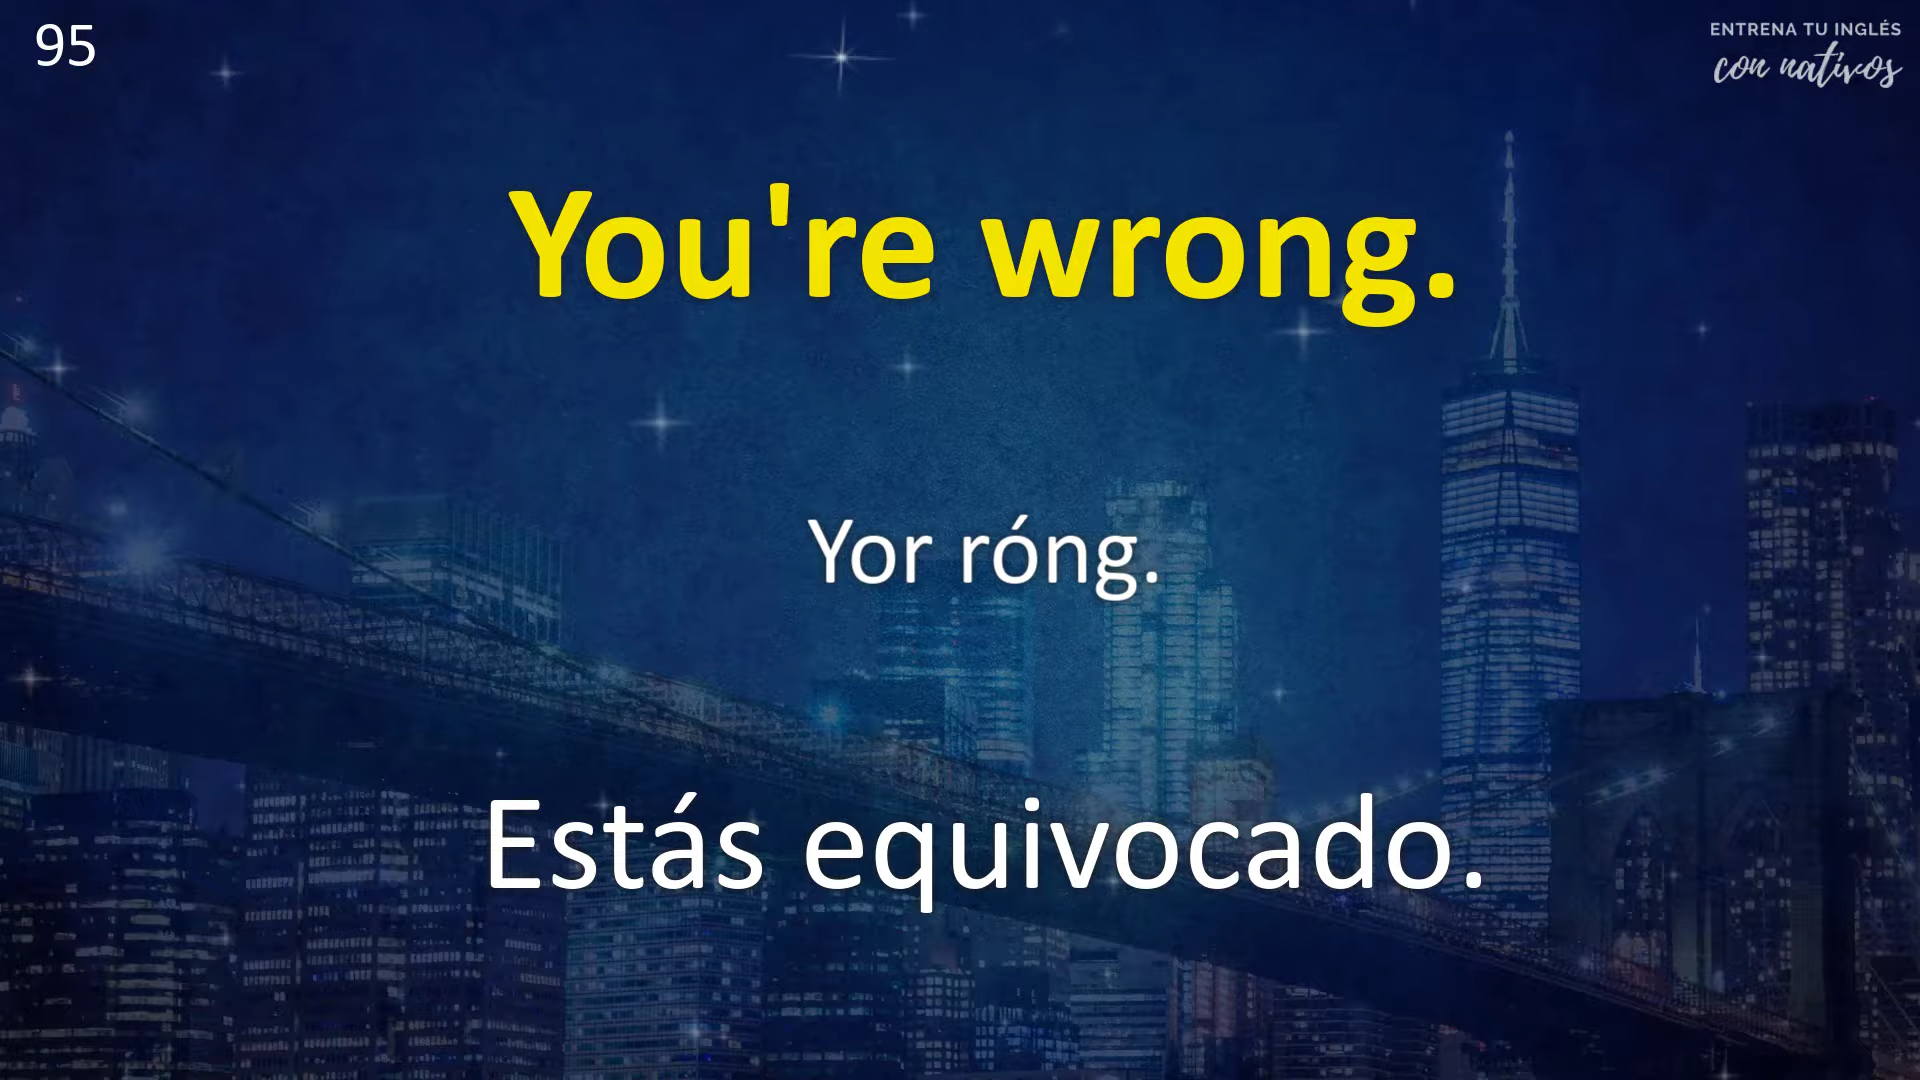 95
ENTRENA TU INGLÉS
con nativos
You're wrong.
Yor róng.
Estás equivocado.